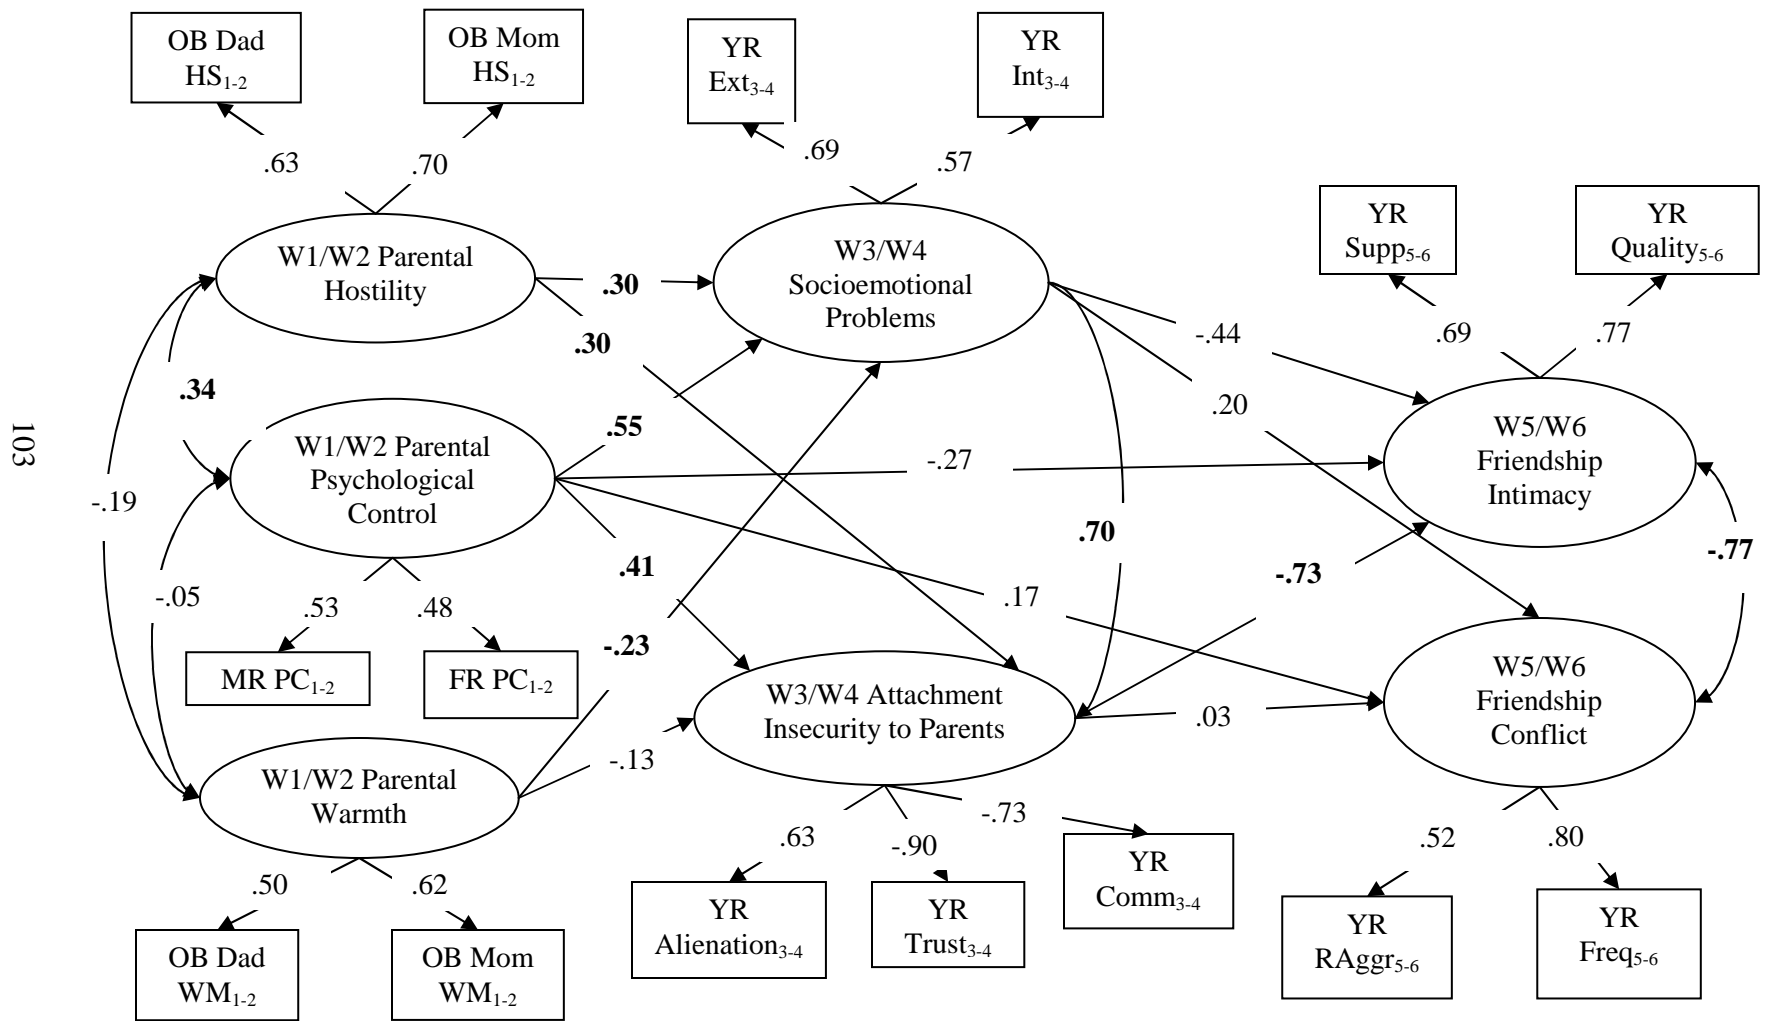 OB Dad
HS1-2
OB Mom
HS1-2
YR
Ext3-4
YR
Int3-4
.63
.70
.69
.57
YR
Supp5-6
YR
Quality5-6
W1/W2 Parental
Hostility
W3/W4
Socioemotional
Problems
.30
.30
-.44
.69
.77
.34
.55
.20
W1/W2 Parental
Psychological
Control
-.27
W5/W6
Friendship
Intimacy
103
-.19
-.05
.41
.70
-.73
-.77
.53
.48
.17
-.23
MR PC1-2
FR PC1-2
W3/W4 Attachment
Insecurity to Parents
.03
W5/W6
Friendship
Conflict
W1/W2 Parental
Warmth
-.13
.63
-.90
-.73
.52
.80
.50
.62
YR
Alienation3-4
YR
Trust3-4
YR
Comm3-4
YR
RAggr5-6
YR
Freq5-6
OB Dad
WM1-2
OB Mom
WM1-2